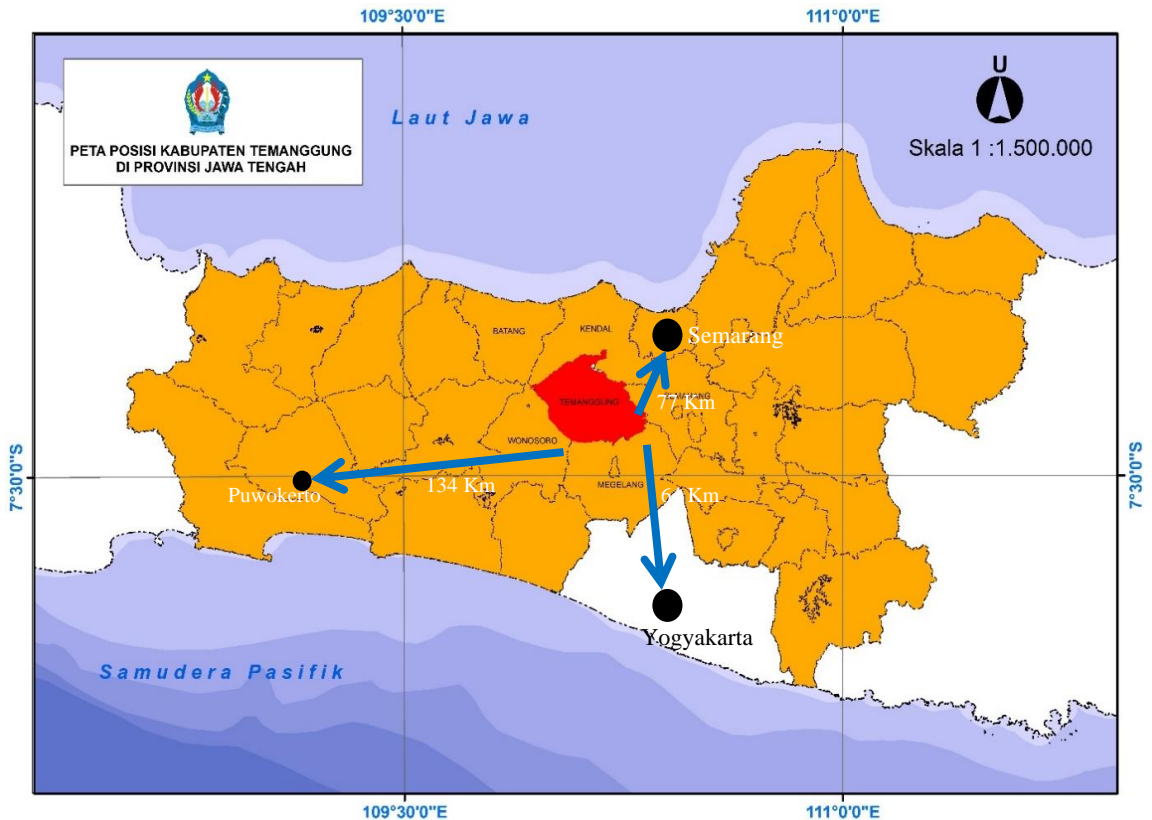 109°30'0"E
111°0'0"E
PETA POSISI KABUPATEN TEMANGGUNG
DI PROVINSI JAWA TENGAH
Laut Jawa
U
Skala 1 :1.500.000
BATANG
KENDAL
Semarang
TEMANGGUNG
77 Km
WONOSORO
7°30'0"S
7°30'0"S
Puwokerto
134 Km
MEGELANG
Km
Yogyakarta
Samudera Pasifik
109°30'0"E
111°0'0"E